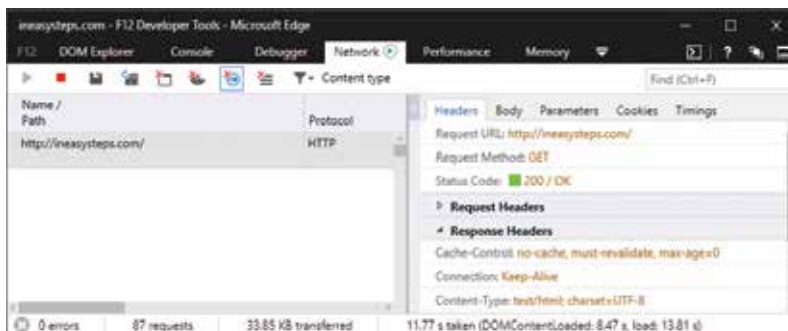 ineasysteps.com - F12 Developer Tools - Microsoft Edge
F12 DOM Explorer Console Debugger Network Performance Memory ?
Content type Find (Ctrl+F)
Name /
Path
Protocol
http://ineasysteps.com/ HTTP
Headers Body Parameters Cookies Timings
Request URL: http://ineasysteps.com/
Request Method: GET
Status Code: 200 / OK
Request Headers
Response Headers
Cache-Control: no-cache, must-revalidate, max-age=0
Connection: Keep-Alive
Content-Type: text/html; charset=UTF-8
0 errors 87 requests 33.85 KB transferred 11.77 s taken (DOMContentLoaded: 8.47 s, load: 13.81 s)